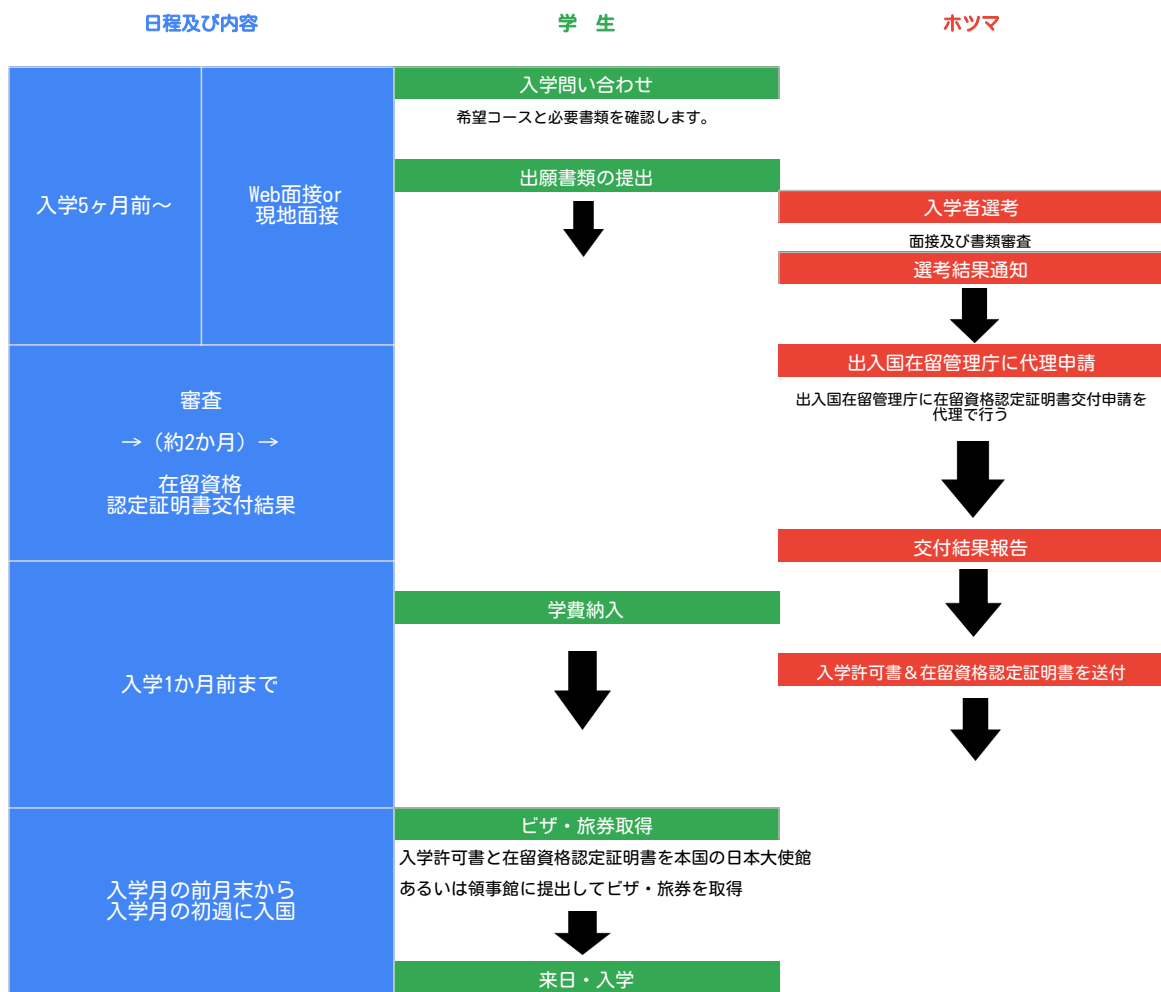 日程及び内容
学 生
ホツマ
入学5ヶ月前～
Web面接or
現地面接
入学問い合わせ
希望コースと必要書類を確認します。
出願書類の提出
入学者選考
面接及び書類審査
選考結果通知
審査
→（約2か月）→
在留資格
認定証明書交付結果
出入国在留管理庁に代理申請
出入国在留管理庁に在留資格認定証明書交付申請を
代理で行う
交付結果報告
入学1か月前まで
学費納入
入学許可書＆在留資格認定証明書を送付
入学月の前月末から
入学月の初週に入国
ビザ・旅券取得
入学許可書と在留資格認定証明書を本国の日本大使館
あるいは領事館に提出してビザ・旅券を取得
来日・入学